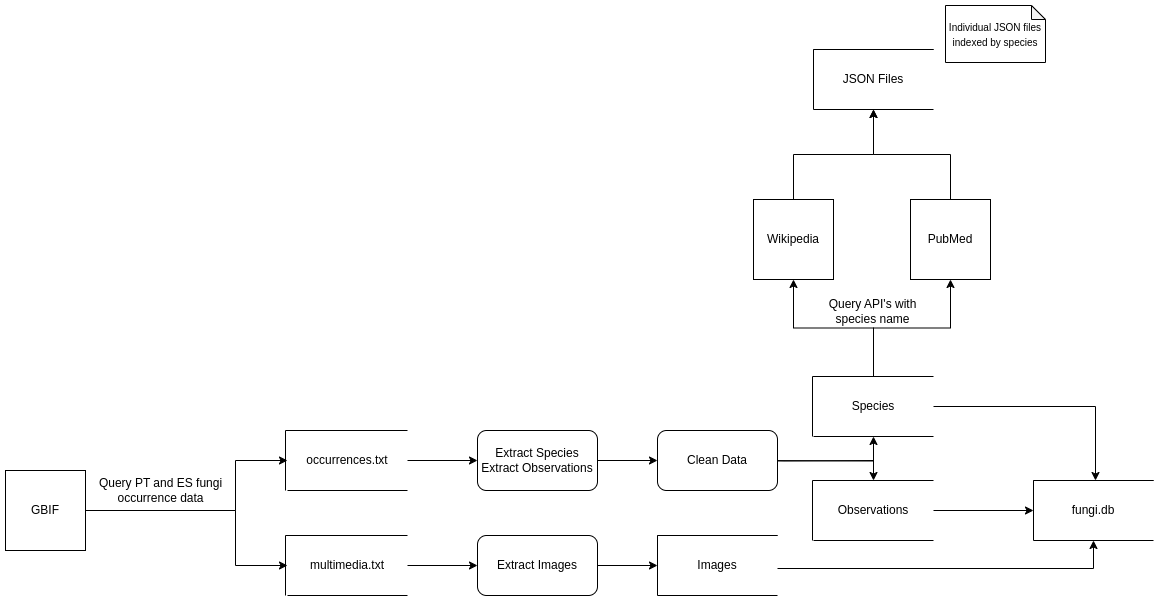 Individual JSON files
indexed by species
JSON Files
Wikipedia
PubMed
Query API's with
species name
Species
occurrences.txt
Extract Species
Extract Observations
Clean Data
GBIF
Query PT and ES fungi
occurrence data
Observations
fungi.db
multimedia.txt
Extract Images
Images